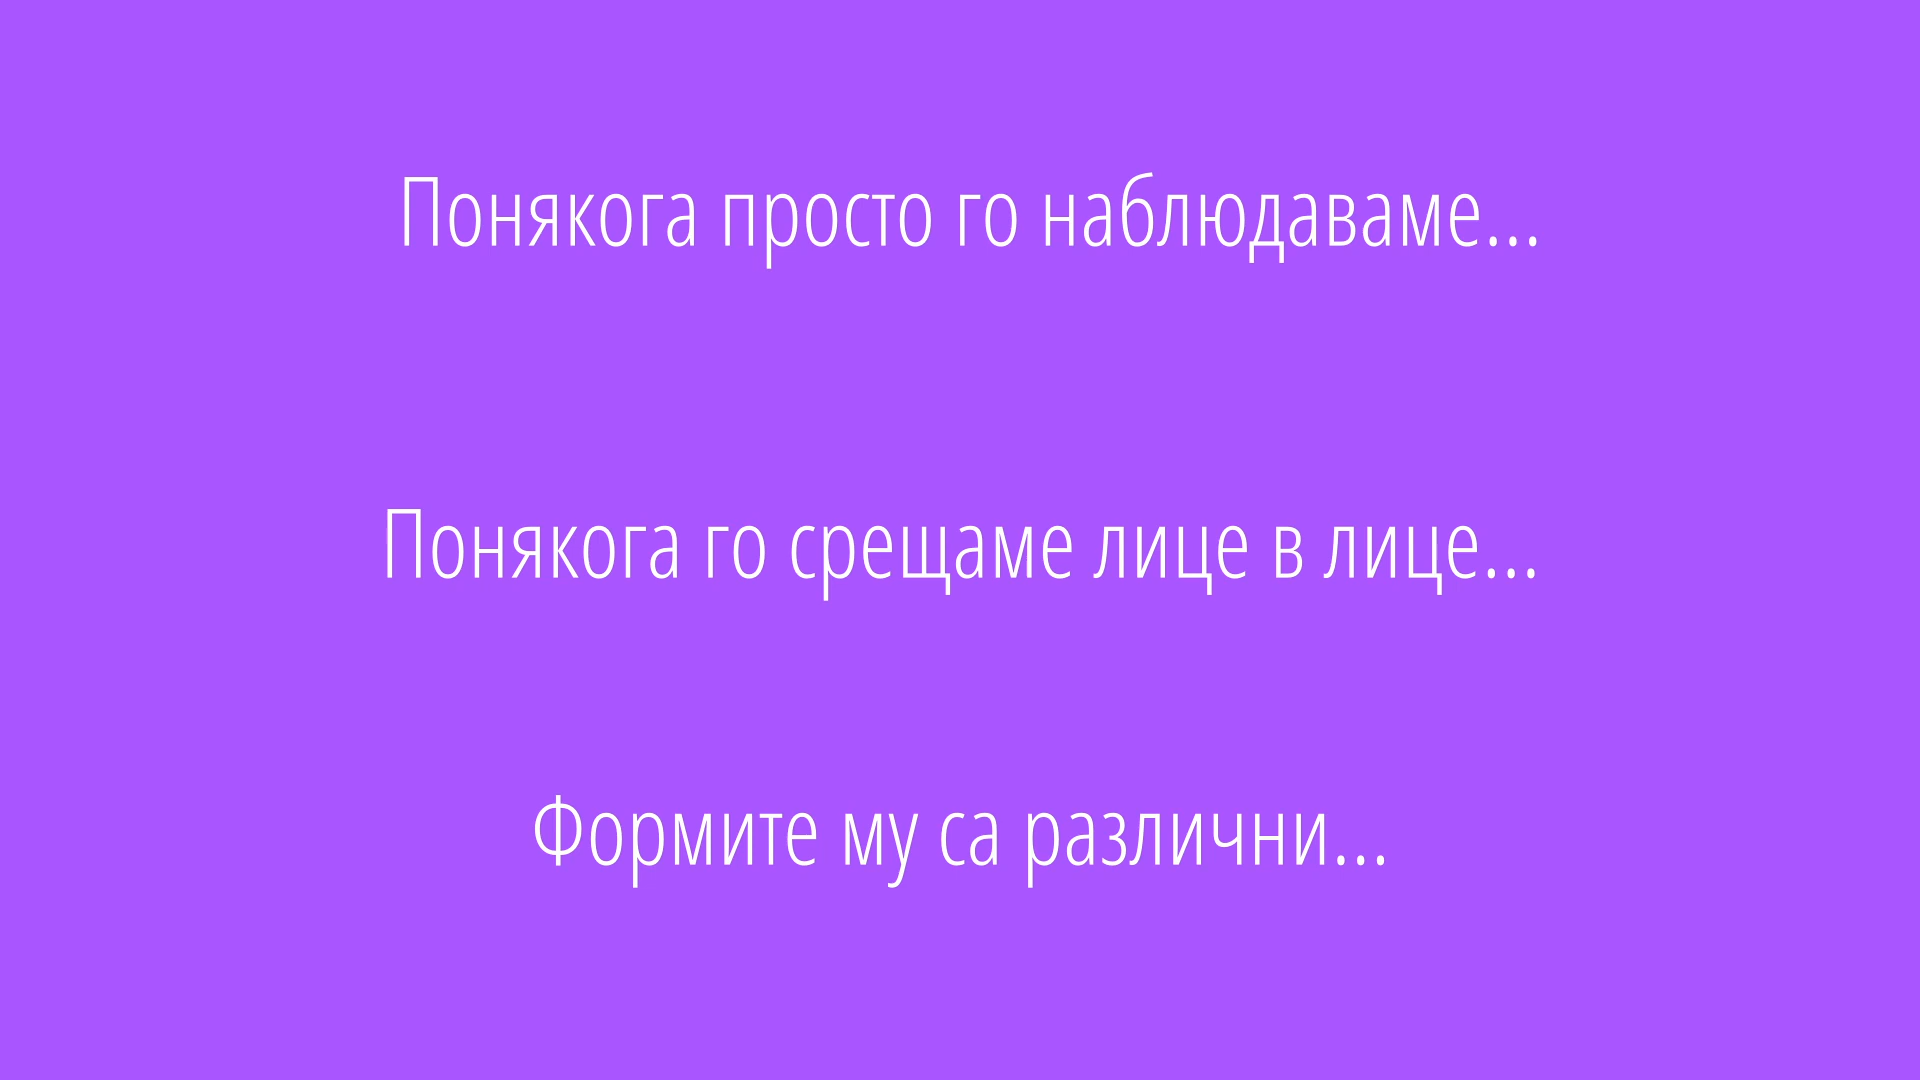 Понякога просто го наблюдаваме...
Понякога го срещаме лице в лице...
Формите му са различни...